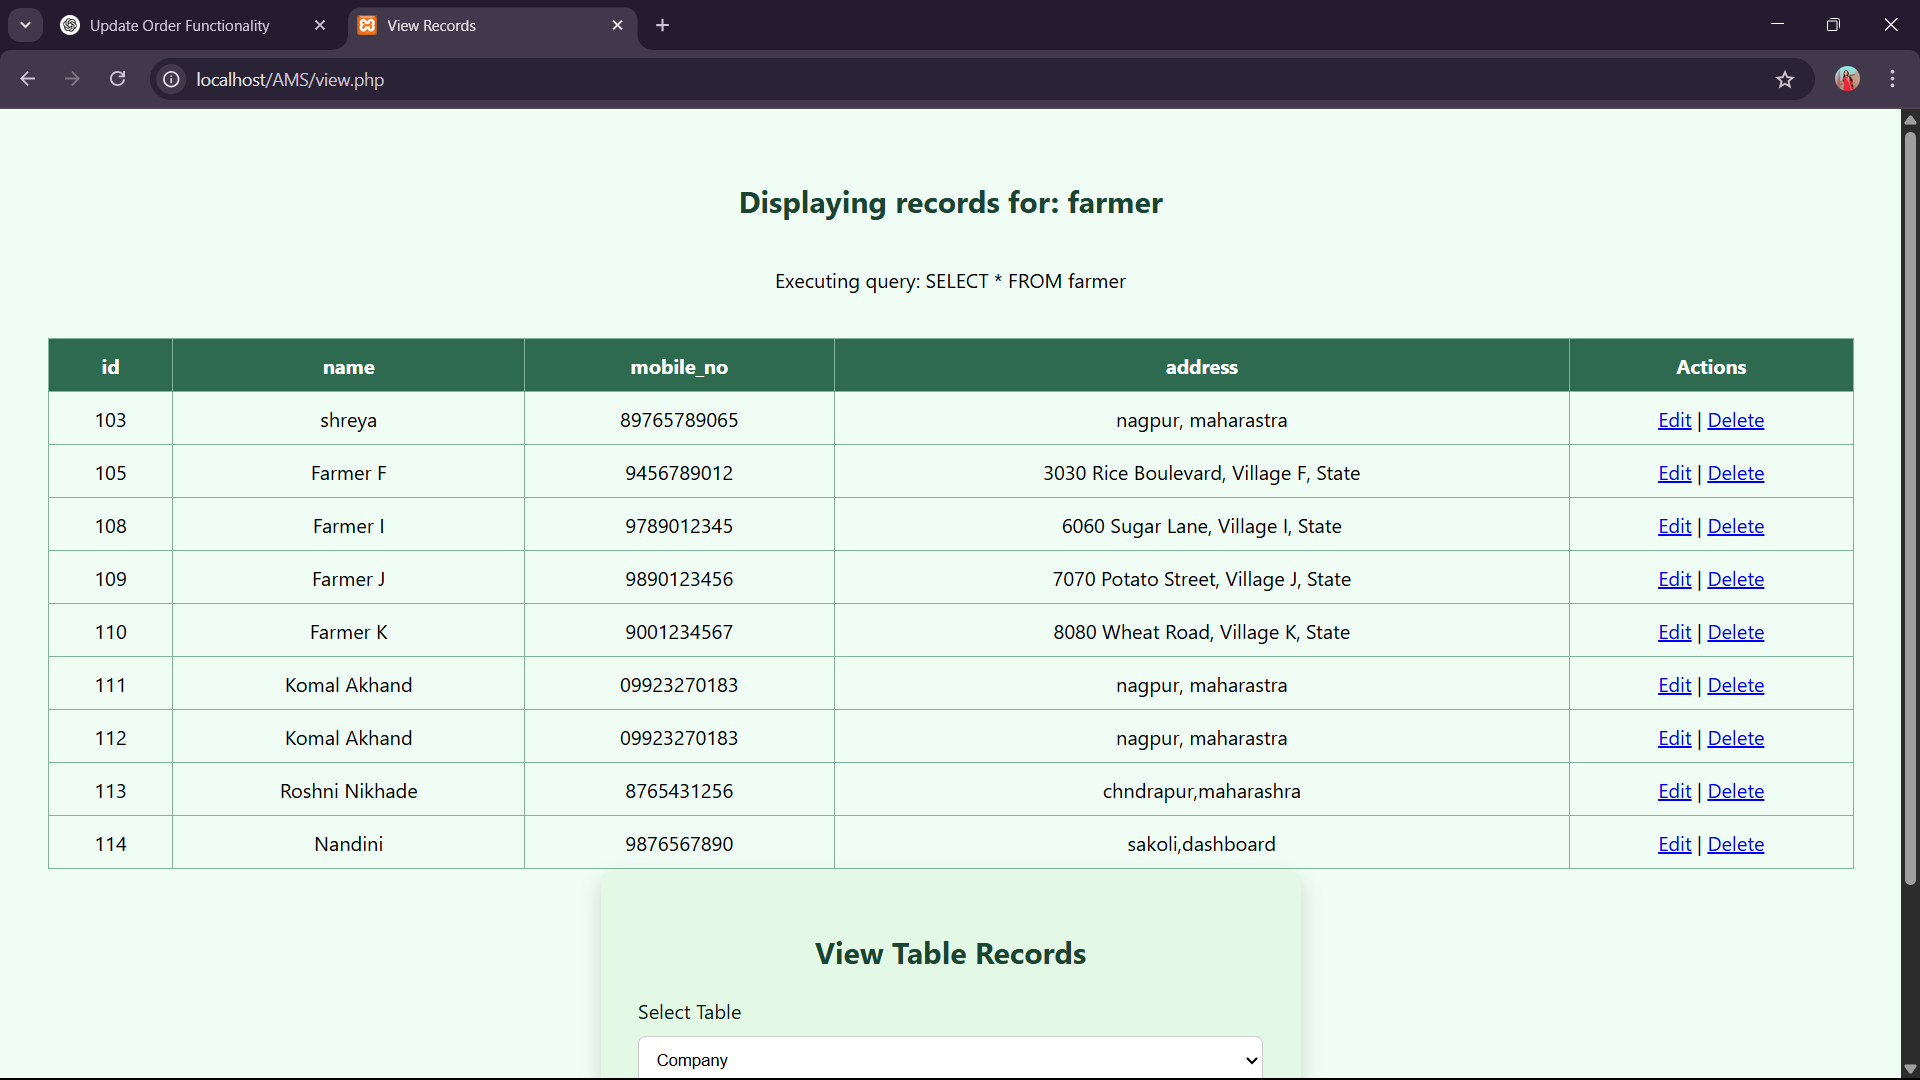 Update Order Functionality
View Records
localhost/AMS/view.php
Displaying records for: farmer
Executing query: SELECT * FROM farmer
id name mobile_no address Actions
103 shreya 89765789065 nagpur, maharastra Edit | Delete
105 Farmer F 9456789012 3030 Rice Boulevard, Village F, State Edit | Delete
108 Farmer I 9789012345 6060 Sugar Lane, Village I, State Edit | Delete
109 Farmer J 9890123456 7070 Potato Street, Village J, State Edit | Delete
110 Farmer K 9001234567 8080 Wheat Road, Village K, State Edit | Delete
111 Komal Akhand 09923270183 nagpur, maharastra Edit | Delete
112 Komal Akhand 09923270183 nagpur, maharastra Edit | Delete
113 Roshni Nikhade 8765431256 chndrapur,maharashra Edit | Delete
114 Nandini 9876567890 sakoli,dashboard Edit | Delete
View Table Records
Select Table
Company